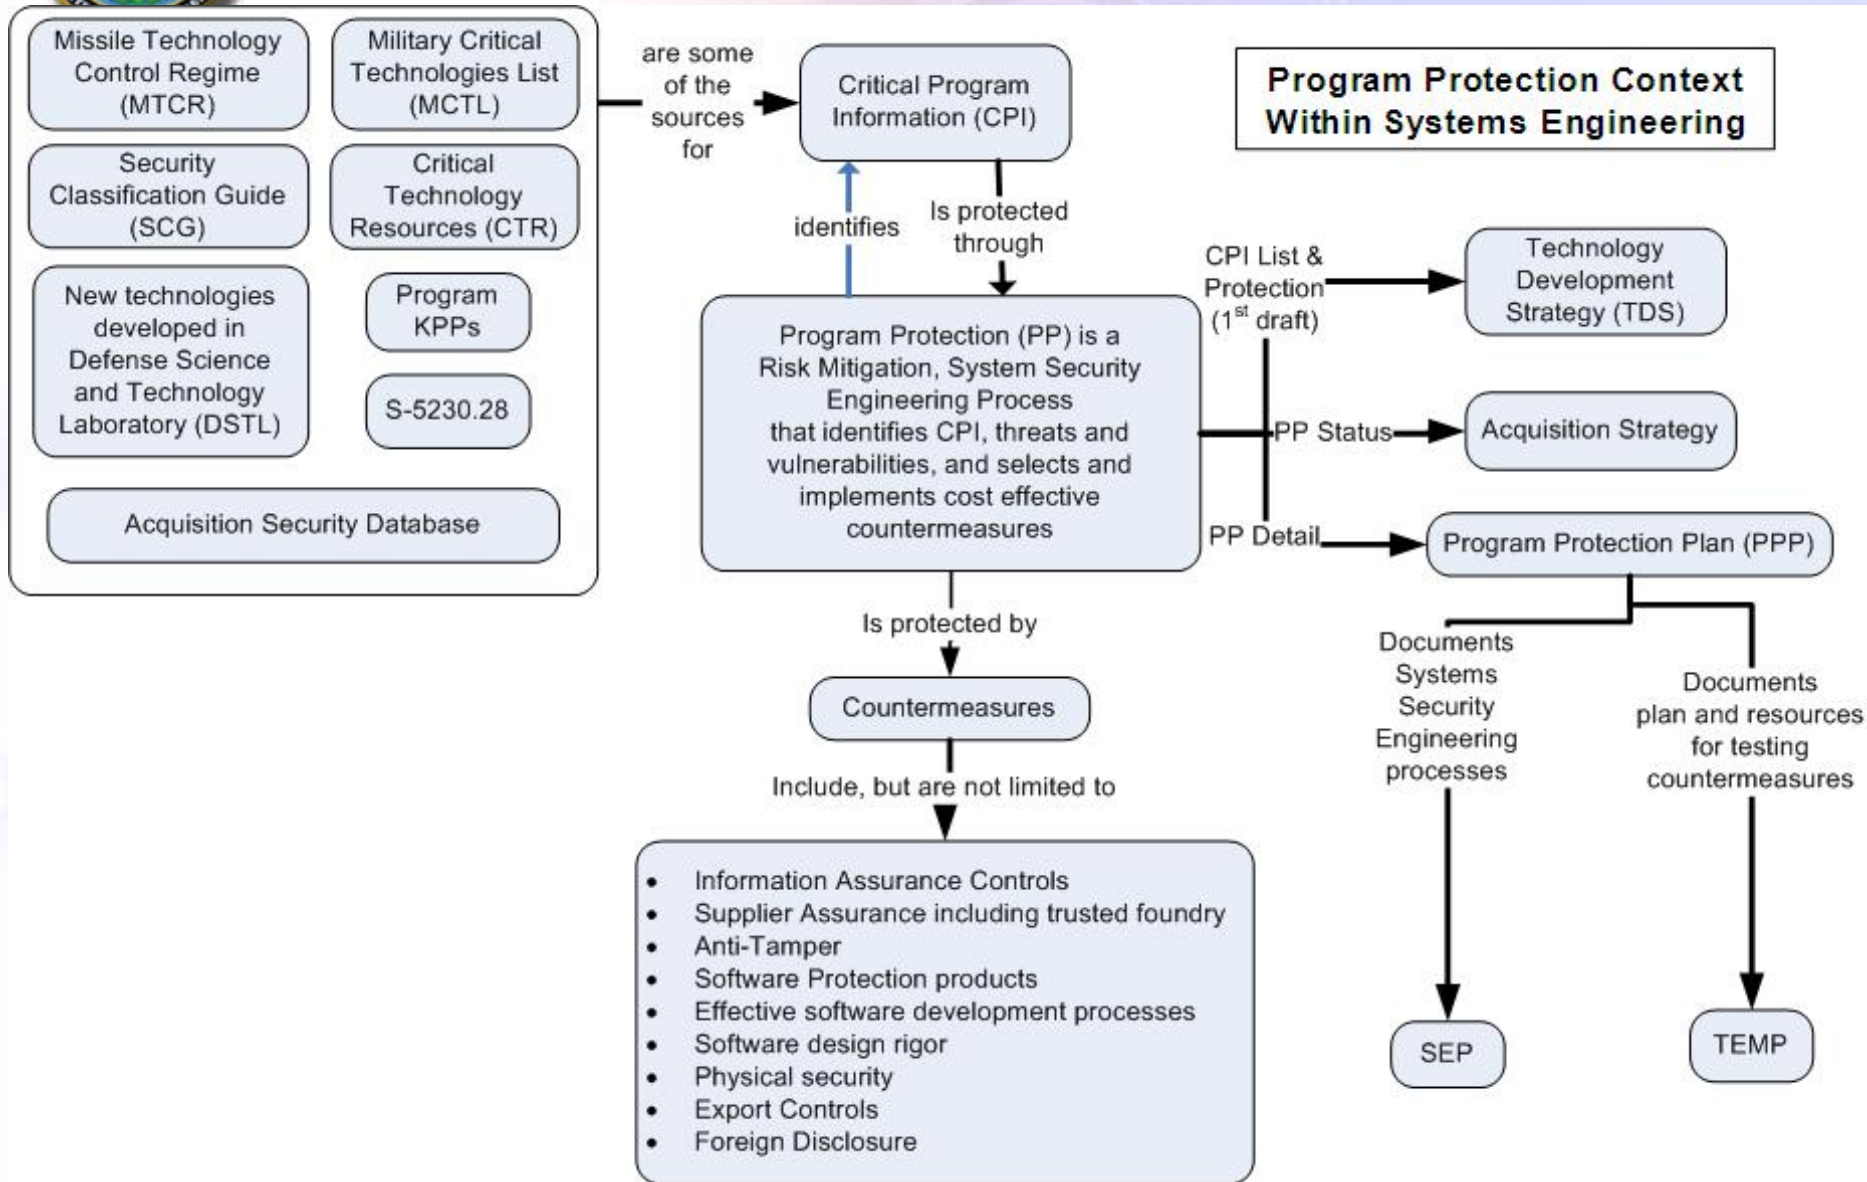 Missile Technology
Control Regime
(MTCR)
Military Critical
Technologies List
(MCTL)
Security
Classification Guide
(SCG)
Critical
Technology
Resources (CTR)
New technologies
developed in
Defense Science
and Technology
Laboratory (DSTL)
Program
KPPs
S-5230.28
Acquisition Security Database
are some
of the
sources
for
Critical Program
Information (CPI)
Program Protection Context
Within Systems Engineering
identifies
Is protected
through
Program Protection (PP) is a
Risk Mitigation, System Security
Engineering Process
that identifies CPI, threats and
vulnerabilities, and selects and
implements cost effective
countermeasures
CPI List &
Protection
(1st draft)
Technology
Development
Strategy (TDS)
PP Status
Acquisition Strategy
PP Detail
Program Protection Plan (PPP)
Is protected by
Countermeasures
Include, but are not limited to
• Information Assurance Controls
• Supplier Assurance including trusted foundry
• Anti-Tamper
• Software Protection products
• Effective software development processes
• Software design rigor
• Physical security
• Export Controls
• Foreign Disclosure
Documents
Systems
Security
Engineering
processes
Documents
plan and resources
for testing
countermeasures
SEP
TEMP